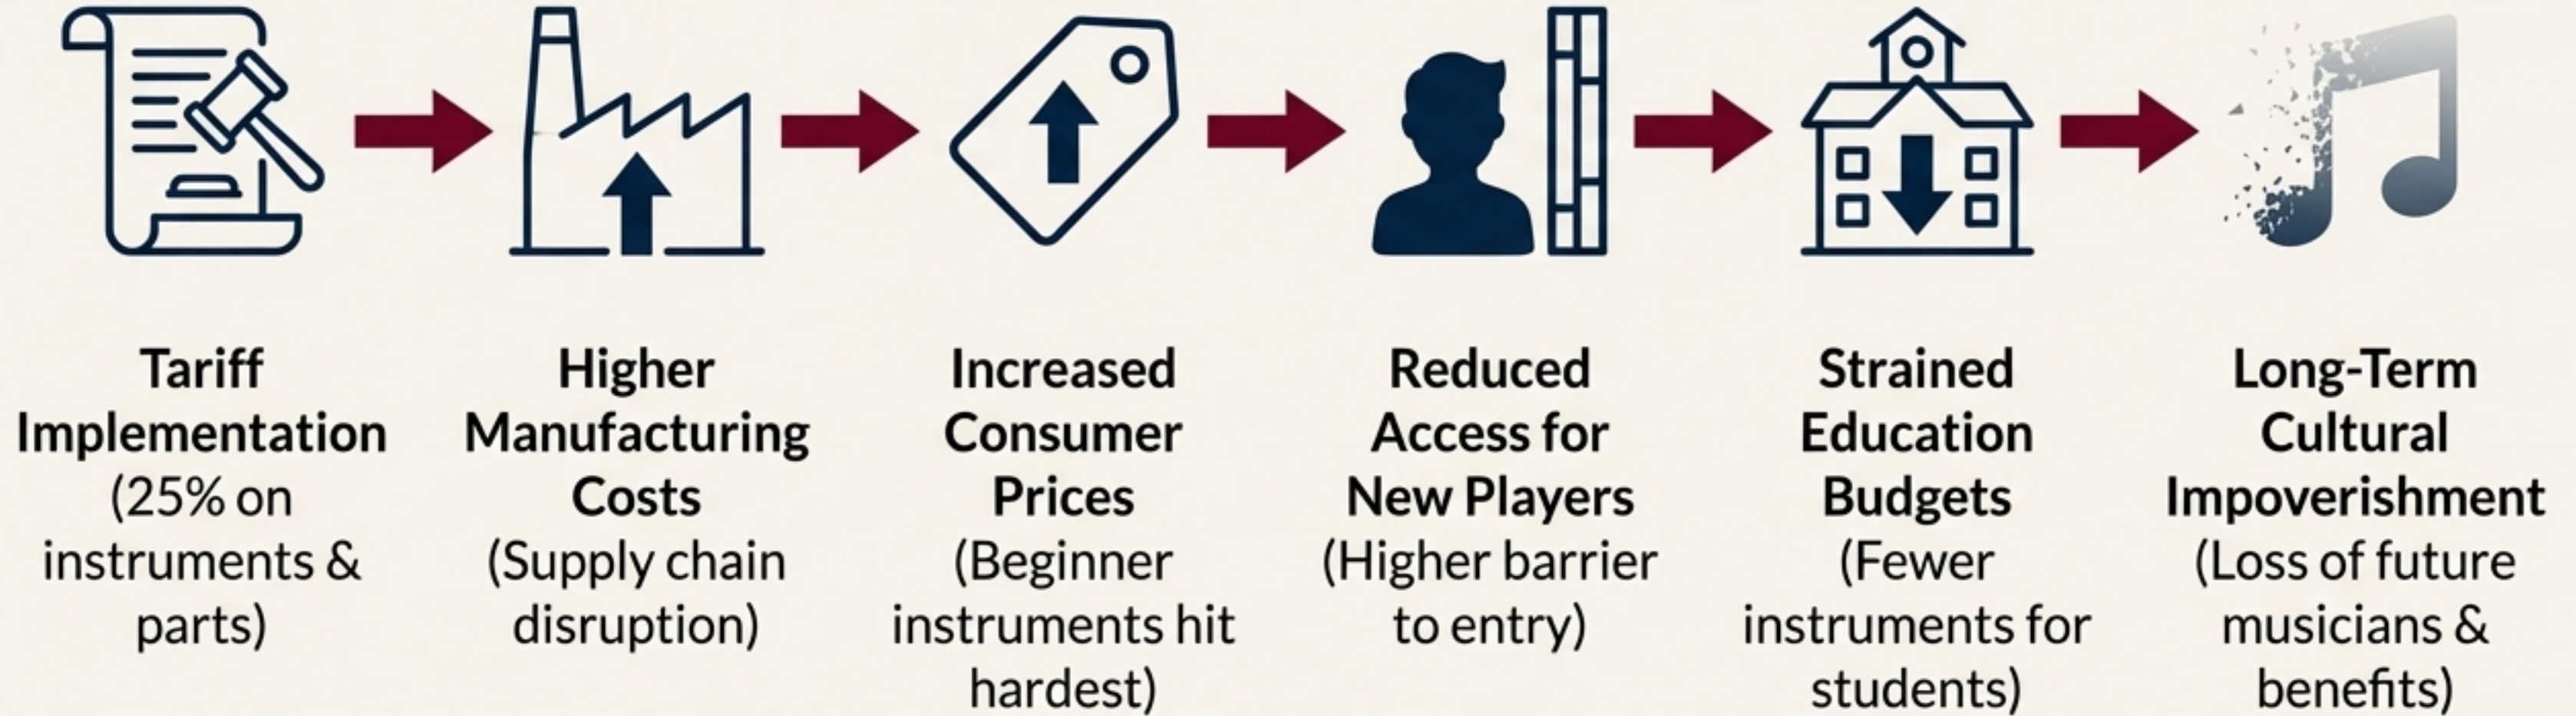 Tariff
Implementation
(25% on
instruments &
parts)
Higher
Manufacturing
Costs
(Supply chain
disruption)
Increased
Consumer
Prices
(Beginner
instruments hit
hardest)
Reduced
Access for
New Players
(Higher barrier
to entry)
Strained
Education
Budgets
(Fewer
instruments for
students)
Long-Term
Cultural
Impoverishment
(Loss of future
musicians &
benefits)